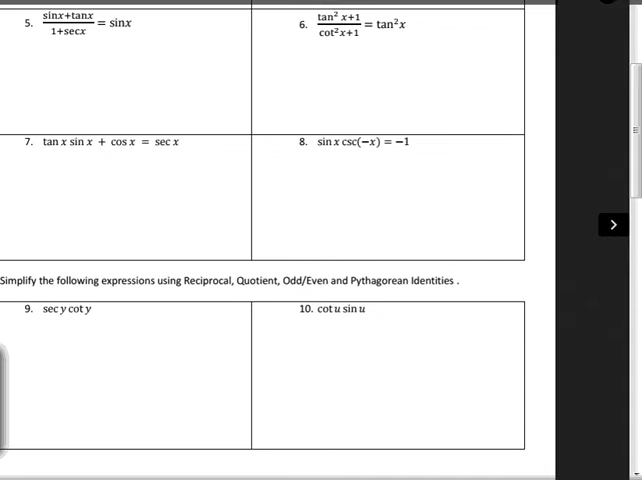 5. (sinx+tanx)/(1+secx) = sinx
6. (tan² x+1)/(cot²x+1) = tan²x
7. tan x sin x + cos x = sec x
8. sin x csc(−x) = −1
Simplify the following expressions using Reciprocal, Quotient, Odd/Even and Pythagorean Identities .
9. sec y cot y
10. cot u sin u